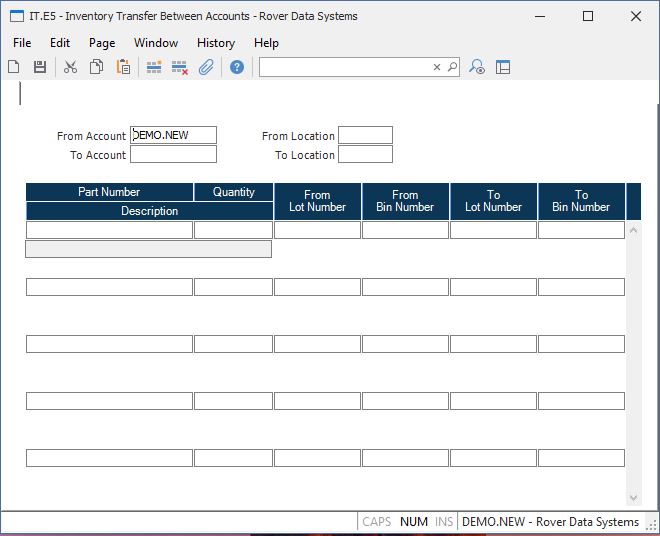 IT.E5 - Inventory Transfer Between Accounts - Rover Data Systems
File Edit Page Window History Help
From Account DEMO.NEW From Location
To Account To Location
Part Number Quantity From Lot Number From Bin Number To Lot Number To Bin Number
Description
CAPS NUM INS DEMO.NEW - Rover Data Systems